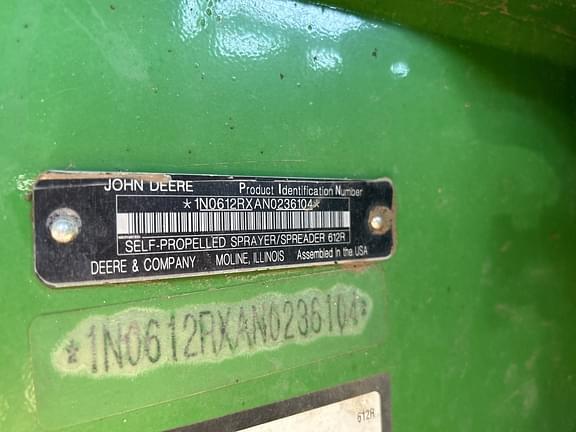 JOHN DEERE Product Identification Number
*1N0612RXAN0236104*
SELF-PROPELLED SPRAYER/SPREADER 612R
DEERE & COMPANY MOLINE, ILLINOIS Assembled in the USA
*1N0612RXAN0236104*
612R